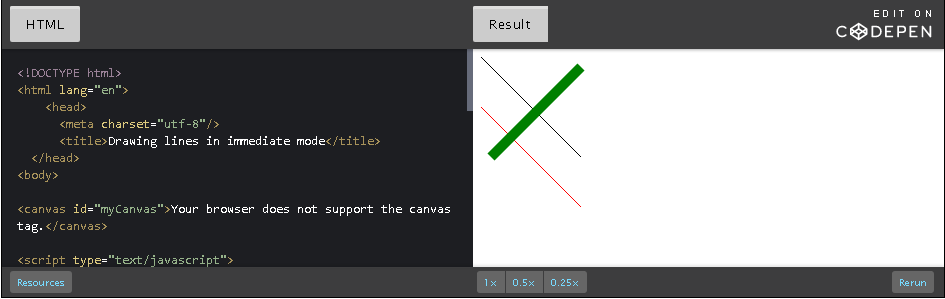 HTML
Result
EDIT ON
CODEPEN
<!DOCTYPE html>
<html lang="en">
<head>
<meta charset="utf-8"/>
<title>Drawing lines in immediate mode</title>
</head>
<body>
<canvas id="myCanvas">Your browser does not support the canvas
tag.</canvas>
<script type="text/javascript">
Resources
1x
0.5x
0.25x
Rerun